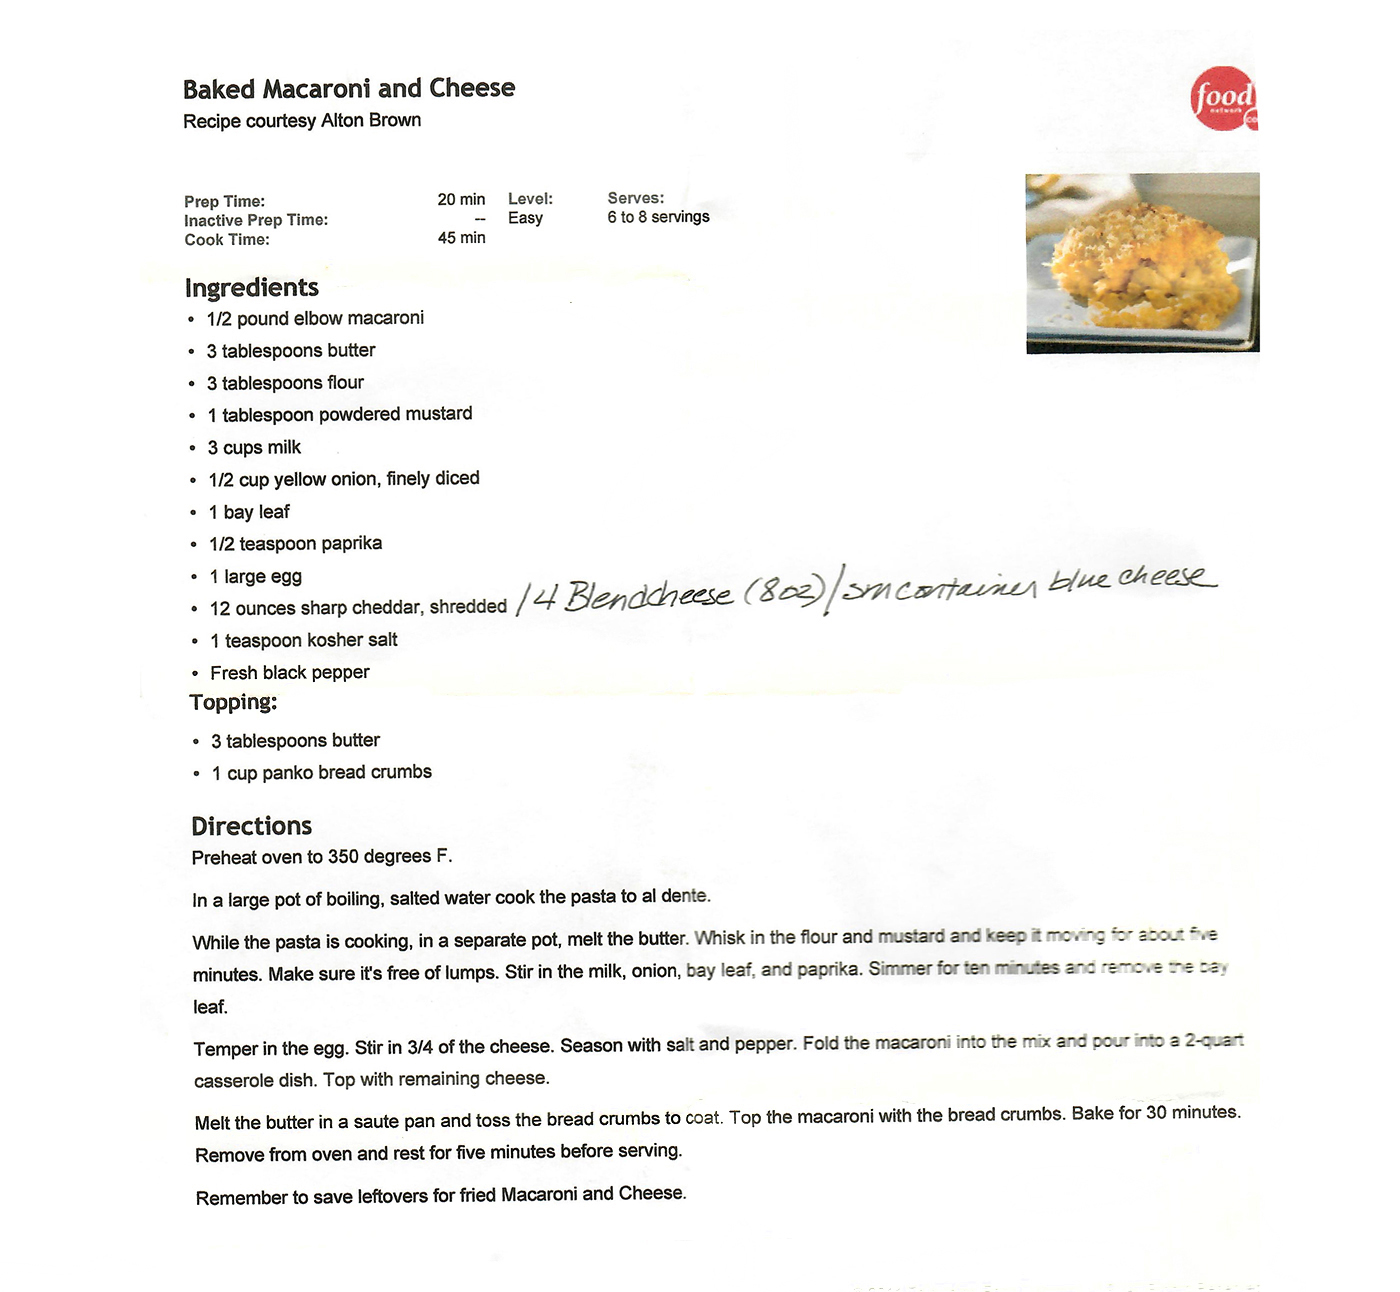 Baked Macaroni and Cheese
Recipe courtesy Alton Brown
food
network
co
Prep Time: 20 min Level: Serves:
Inactive Prep Time: -- Easy 6 to 8 servings
Cook Time: 45 min
Ingredients
• 1/2 pound elbow macaroni
• 3 tablespoons butter
• 3 tablespoons flour
• 1 tablespoon powdered mustard
• 3 cups milk
• 1/2 cup yellow onion, finely diced
• 1 bay leaf
• 1/2 teaspoon paprika
• 1 large egg
• 12 ounces sharp cheddar, shredded / 4 Blend cheese (8oz) / sm container blue cheese
• 1 teaspoon kosher salt
• Fresh black pepper
Topping:
• 3 tablespoons butter
• 1 cup panko bread crumbs
Directions
Preheat oven to 350 degrees F.
In a large pot of boiling, salted water cook the pasta to al dente.
While the pasta is cooking, in a separate pot, melt the butter. Whisk in the flour and mustard and keep it moving for about five
minutes. Make sure it's free of lumps. Stir in the milk, onion, bay leaf, and paprika. Simmer for ten minutes and remove the bay
leaf.
Temper in the egg. Stir in 3/4 of the cheese. Season with salt and pepper. Fold the macaroni into the mix and pour into a 2-quart
casserole dish. Top with remaining cheese.
Melt the butter in a saute pan and toss the bread crumbs to coat. Top the macaroni with the bread crumbs. Bake for 30 minutes.
Remove from oven and rest for five minutes before serving.
Remember to save leftovers for fried Macaroni and Cheese.